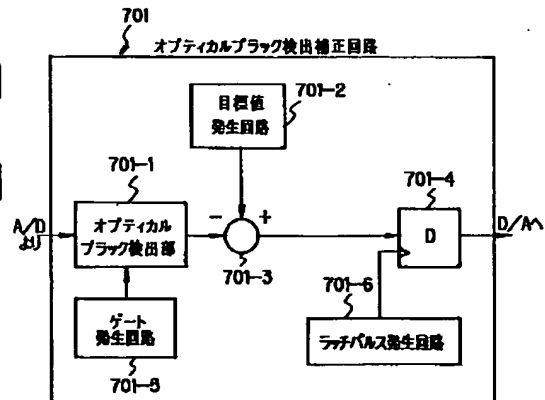 701
オプティカルブラック検出補正回路
701-2
目標値
発生回路
701-1
701-4
A/D
より
オプティカル
ブラック検出部
-
+
701-3
D
D/Aへ
701-6
ゲート
発生回路
ラッチパルス発生回路
701-5